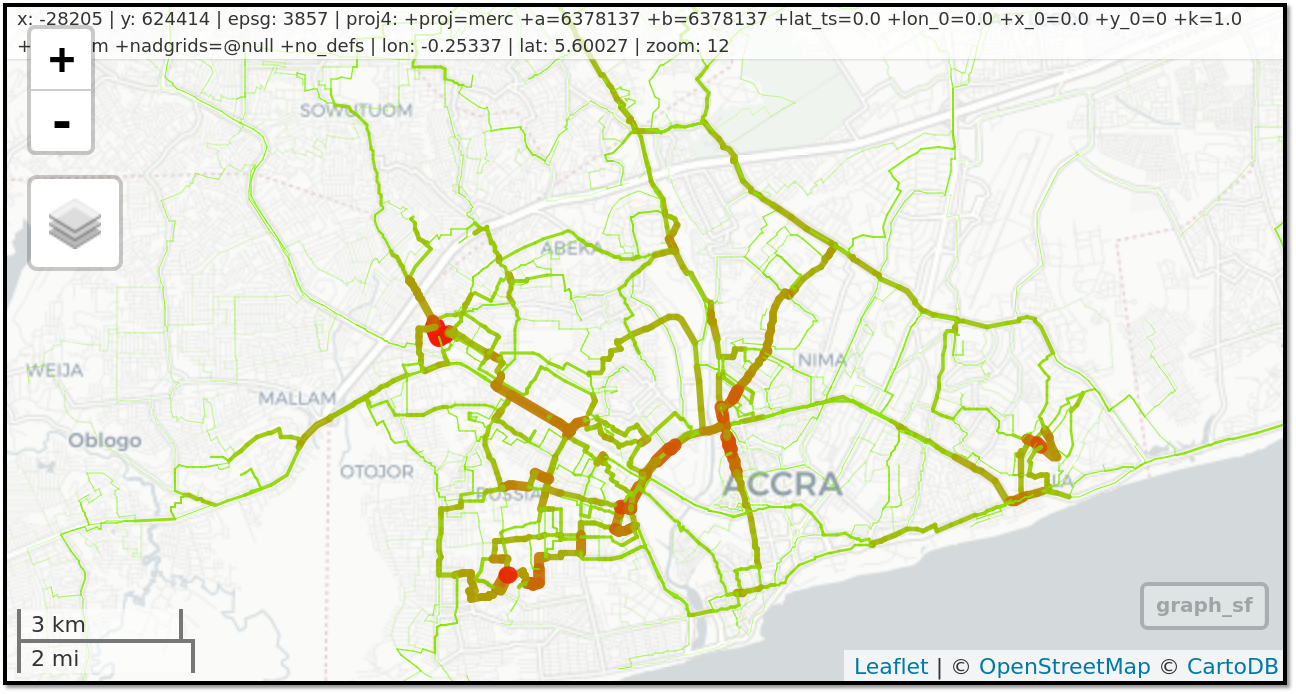 x: -28205 | y: 624414 | epsg: 3857 | proj4: +proj=merc +a=6378137 +b=6378137 +lat_ts=0.0 +lon_0=0.0 +x_0=0.0 +y_0=0 +k=1.0
+ m +nadgrids=@null +no_defs | lon: -0.25337 | lat: 5.60027 | zoom: 12
+
-
SOWUTUOM
ABEKA
WEIJA
NIMA
MALLAM
Oblogo
OTOJOR
RUSSIA
ACCRA
graph_sf
3 km
2 mi
Leaflet | © OpenStreetMap © CartoDB